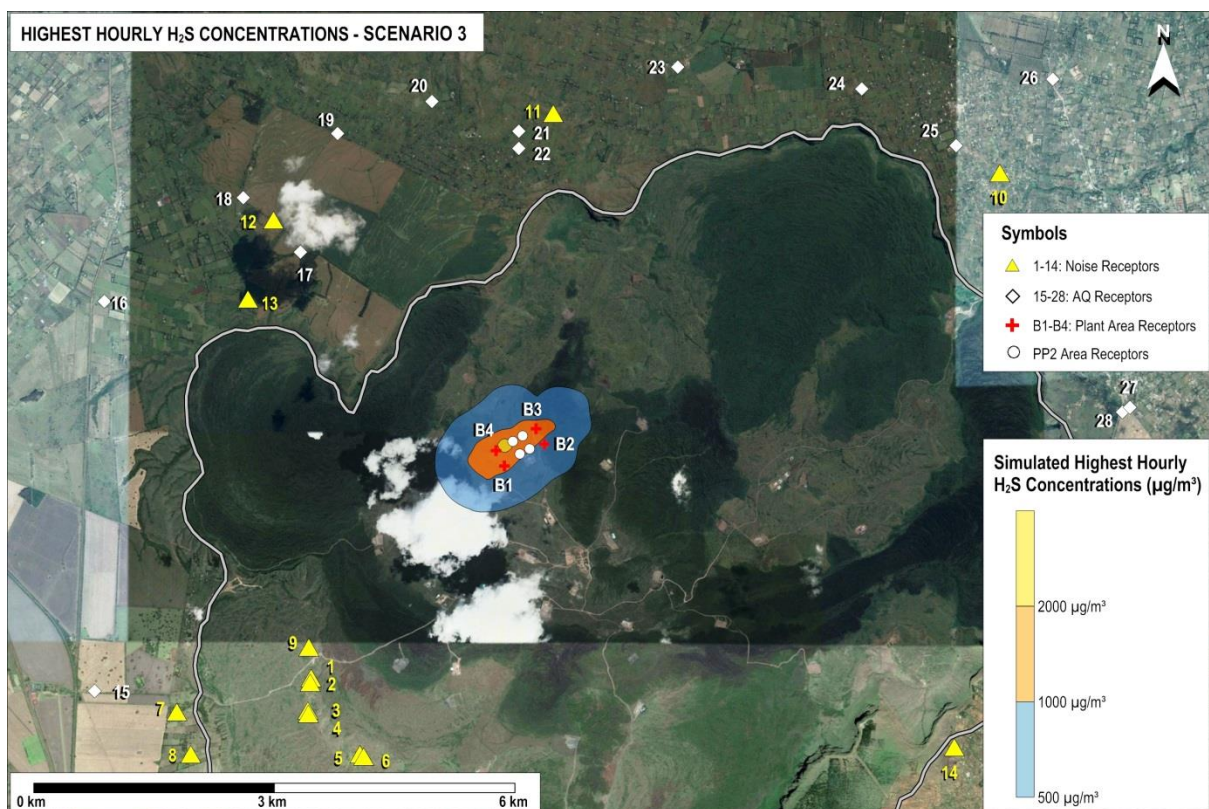 HIGHEST HOURLY H₂S CONCENTRATIONS - SCENARIO 3
N
23
26
24
20
11
19
21
22
25
10
18
12
17
13
16
Symbols
1-14: Noise Receptors
15-28: AQ Receptors
B1-B4: Plant Area Receptors
PP2 Area Receptors
27
28
B3
B4
B2
B1
Simulated Highest Hourly
H₂S Concentrations (µg/m³)
2000 µg/m³
1000 µg/m³
500 µg/m³
9
1
2
15
7
3
4
8
5
6
14
0 km
3 km
6 km